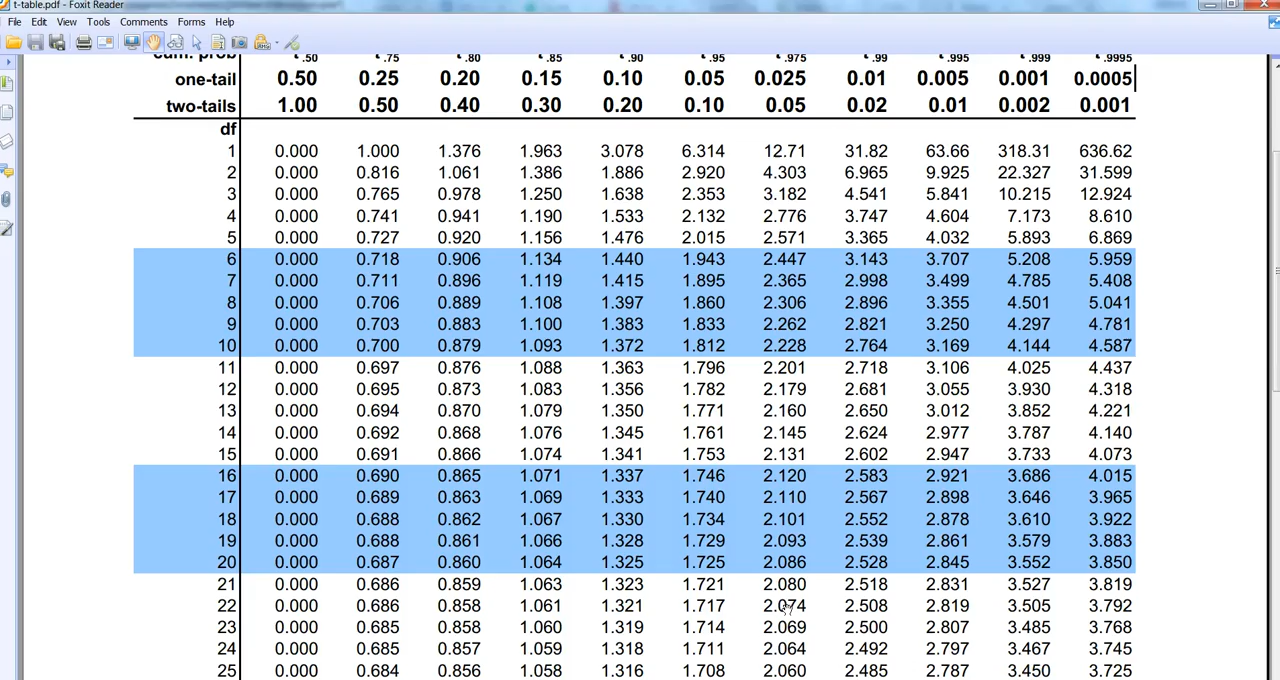 t-table.pdf - Foxit Reader
File Edit View Tools Comments Forms Help
cum. prob t .50 t .75 t .80 t .85 t .90 t .95 t .975 t .99 t .995 t .999 t .9995
one-tail 0.50 0.25 0.20 0.15 0.10 0.05 0.025 0.01 0.005 0.001 0.0005
two-tails 1.00 0.50 0.40 0.30 0.20 0.10 0.05 0.02 0.01 0.002 0.001
df
1 0.000 1.000 1.376 1.963 3.078 6.314 12.71 31.82 63.66 318.31 636.62
2 0.000 0.816 1.061 1.386 1.886 2.920 4.303 6.965 9.925 22.327 31.599
3 0.000 0.765 0.978 1.250 1.638 2.353 3.182 4.541 5.841 10.215 12.924
4 0.000 0.741 0.941 1.190 1.533 2.132 2.776 3.747 4.604 7.173 8.610
5 0.000 0.727 0.920 1.156 1.476 2.015 2.571 3.365 4.032 5.893 6.869
6 0.000 0.718 0.906 1.134 1.440 1.943 2.447 3.143 3.707 5.208 5.959
7 0.000 0.711 0.896 1.119 1.415 1.895 2.365 2.998 3.499 4.785 5.408
8 0.000 0.706 0.889 1.108 1.397 1.860 2.306 2.896 3.355 4.501 5.041
9 0.000 0.703 0.883 1.100 1.383 1.833 2.262 2.821 3.250 4.297 4.781
10 0.000 0.700 0.879 1.093 1.372 1.812 2.228 2.764 3.169 4.144 4.587
11 0.000 0.697 0.876 1.088 1.363 1.796 2.201 2.718 3.106 4.025 4.437
12 0.000 0.695 0.873 1.083 1.356 1.782 2.179 2.681 3.055 3.930 4.318
13 0.000 0.694 0.870 1.079 1.350 1.771 2.160 2.650 3.012 3.852 4.221
14 0.000 0.692 0.868 1.076 1.345 1.761 2.145 2.624 2.977 3.787 4.140
15 0.000 0.691 0.866 1.074 1.341 1.753 2.131 2.602 2.947 3.733 4.073
16 0.000 0.690 0.865 1.071 1.337 1.746 2.120 2.583 2.921 3.686 4.015
17 0.000 0.689 0.863 1.069 1.333 1.740 2.110 2.567 2.898 3.646 3.965
18 0.000 0.688 0.862 1.067 1.330 1.734 2.101 2.552 2.878 3.610 3.922
19 0.000 0.688 0.861 1.066 1.328 1.729 2.093 2.539 2.861 3.579 3.883
20 0.000 0.687 0.860 1.064 1.325 1.725 2.086 2.528 2.845 3.552 3.850
21 0.000 0.686 0.859 1.063 1.323 1.721 2.080 2.518 2.831 3.527 3.819
22 0.000 0.686 0.858 1.061 1.321 1.717 2.074 2.508 2.819 3.505 3.792
23 0.000 0.685 0.858 1.060 1.319 1.714 2.069 2.500 2.807 3.485 3.768
24 0.000 0.685 0.857 1.059 1.318 1.711 2.064 2.492 2.797 3.467 3.745
25 0.000 0.684 0.856 1.058 1.316 1.708 2.060 2.485 2.787 3.450 3.725